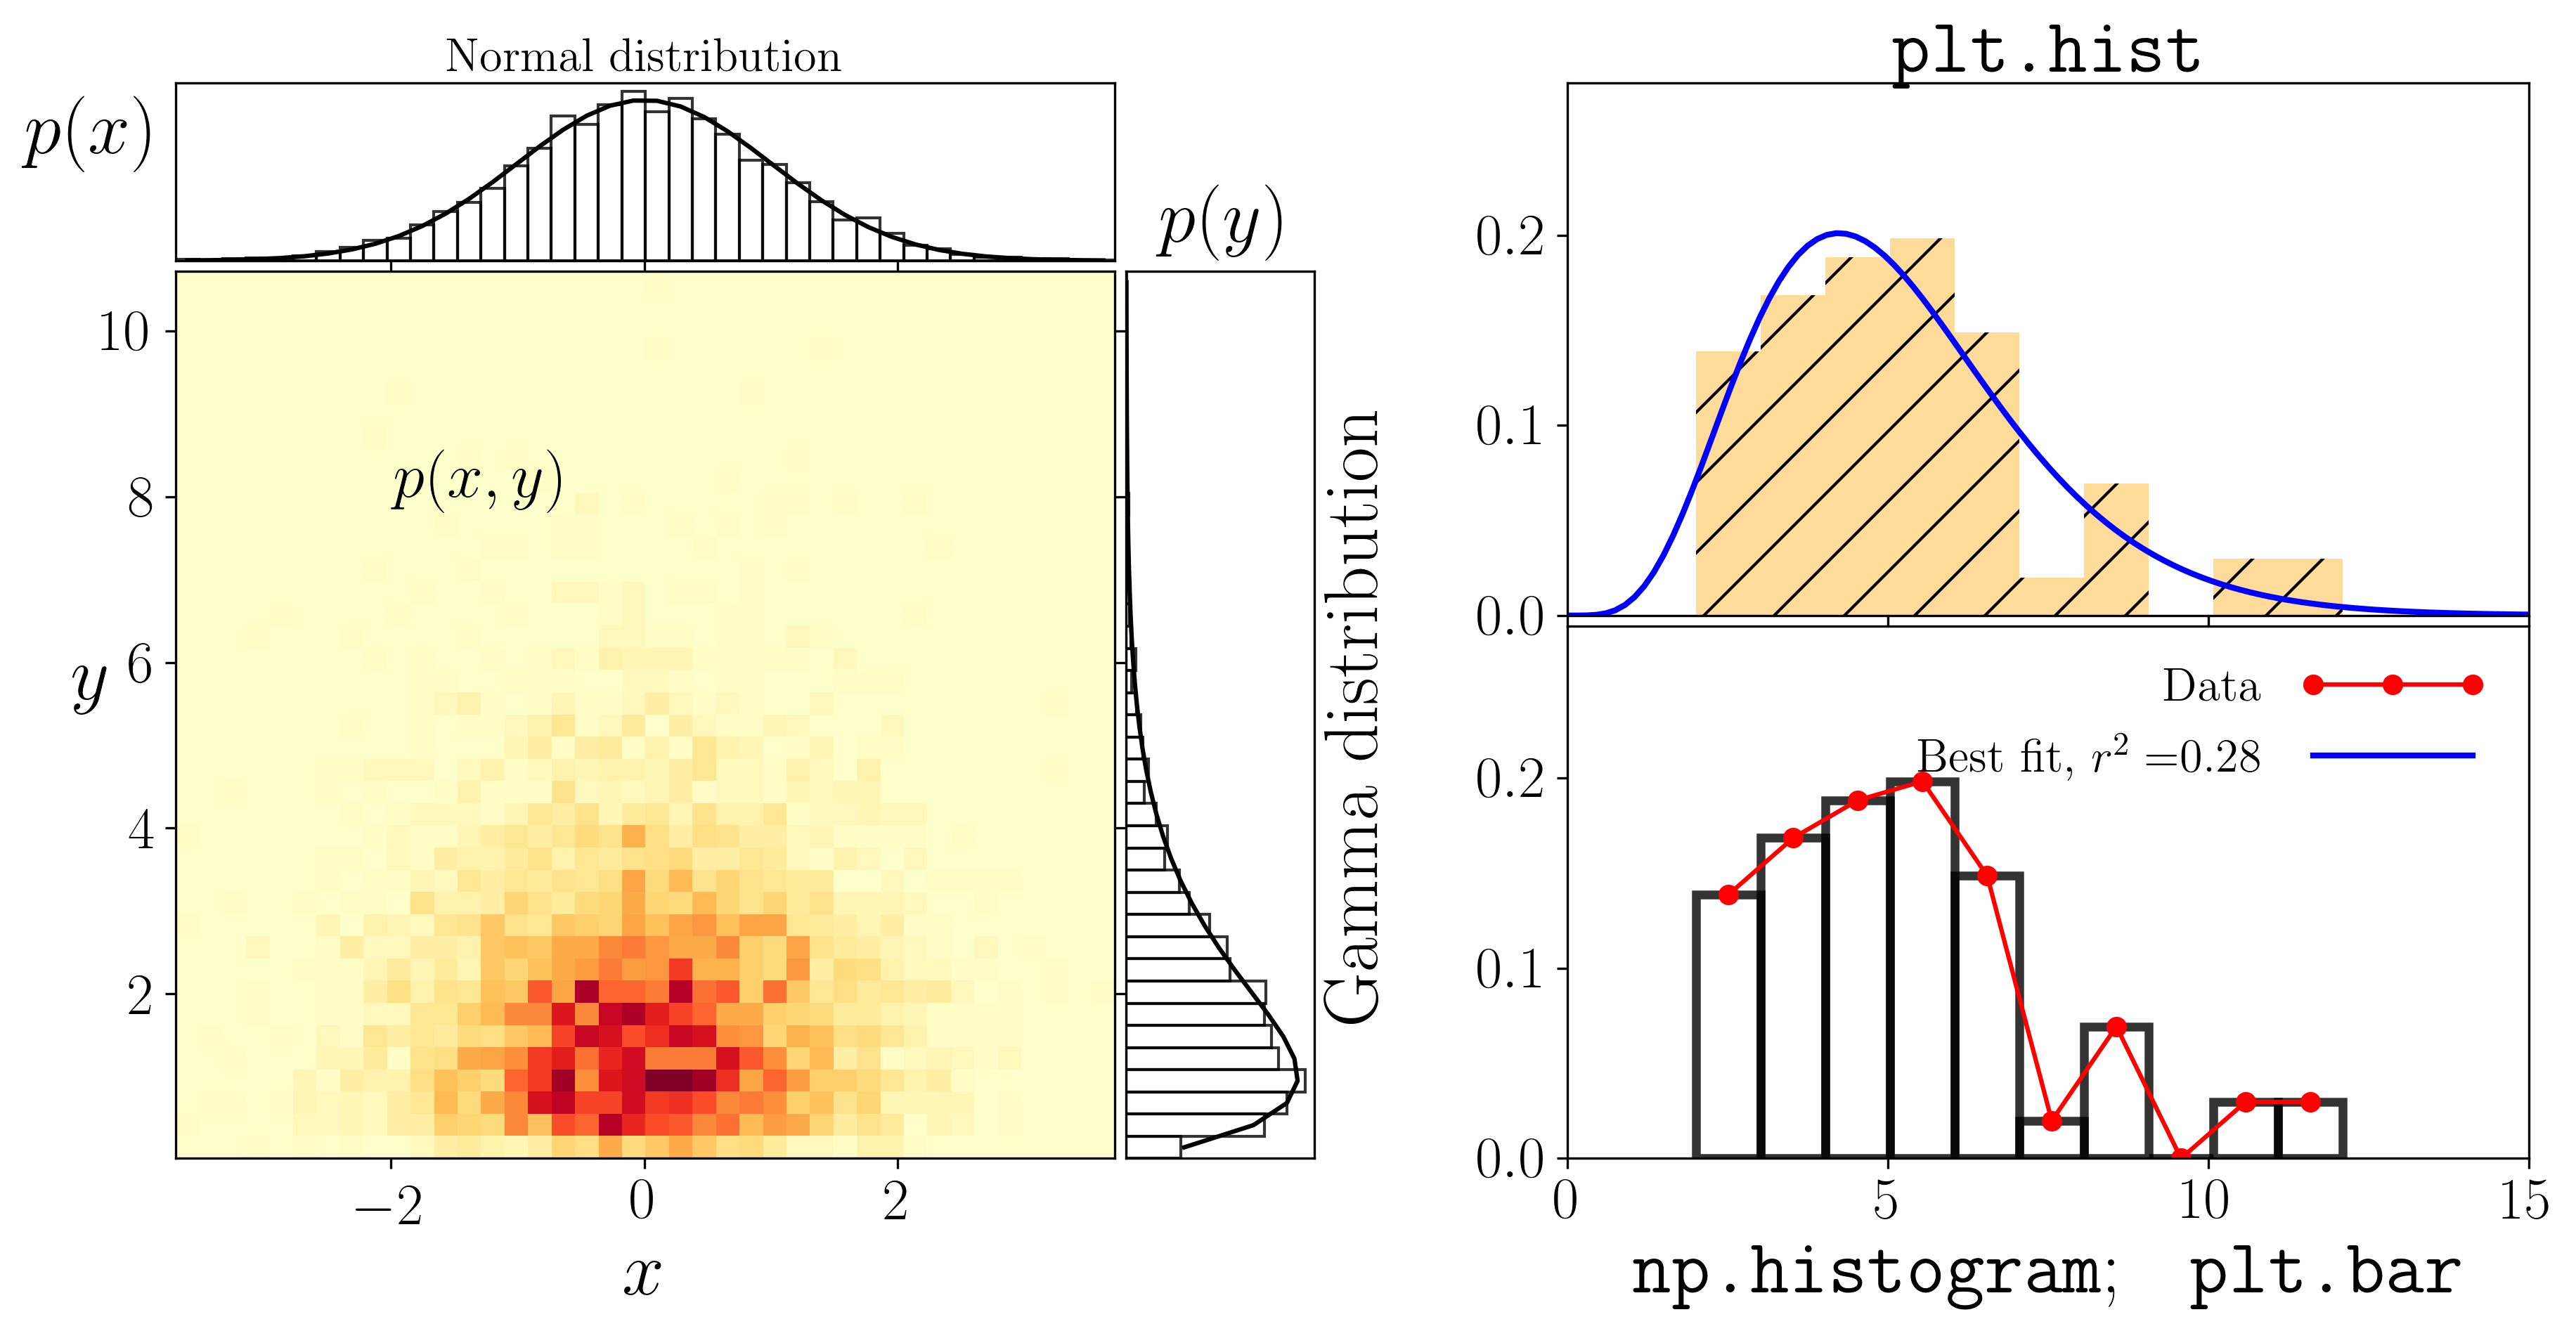 Normal distribution
p(x)
p(y)
10
8
6
4
2
y
p(x, y)
−2
0
2
x
Gamma distribution
plt.hist
0.2
0.1
0.0
Data
Best fit, r² =0.28
0.2
0.1
0.0
0
5
10
15
np.histogram; plt.bar